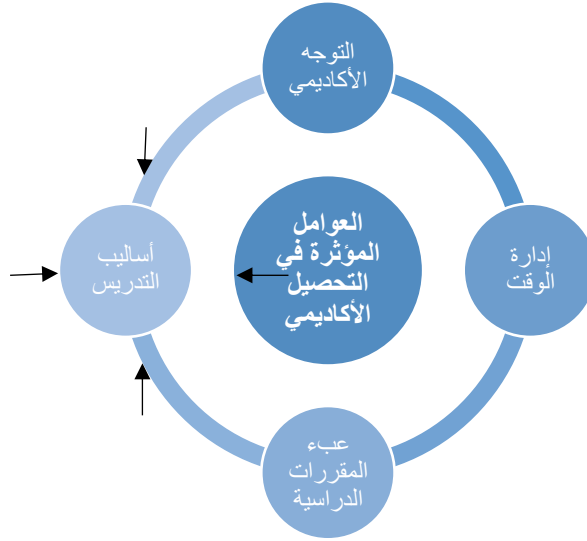 التوجه
الأكاديمي
إدارة
الوقت
عبء
المقررات
الدراسية
أساليب
التدريس
العوامل
المؤثرة في
التحصيل
الأكاديمي